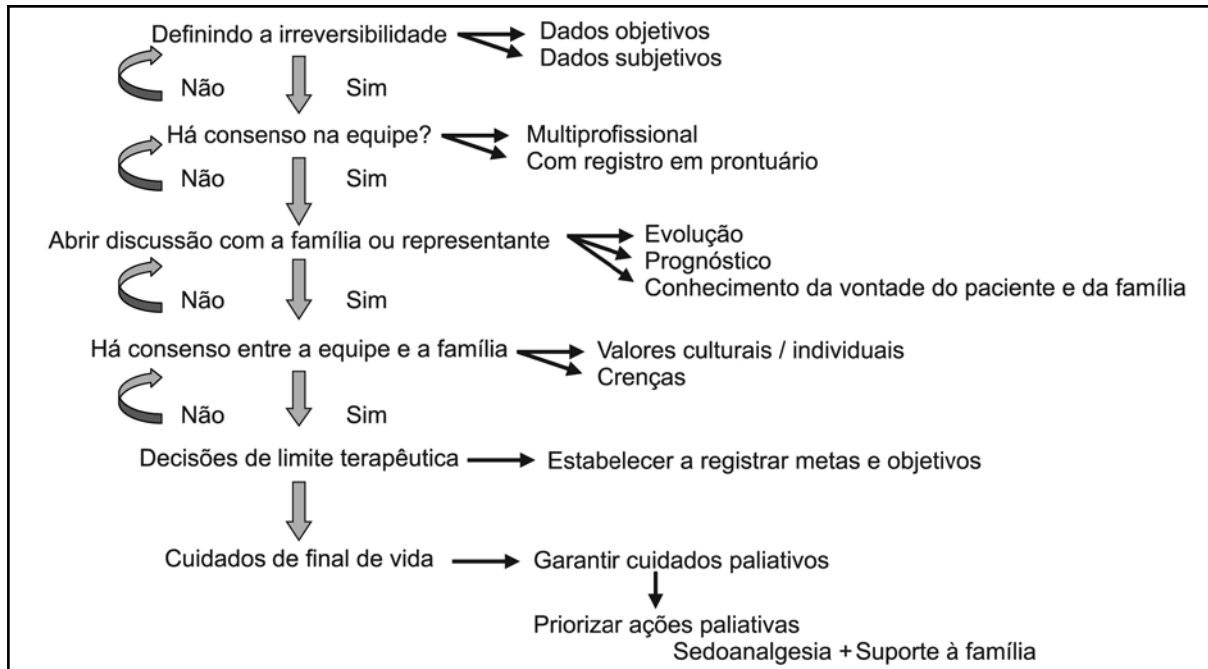 Definindo a irreversibilidade
Dados objetivos
Dados subjetivos
Não
Sim
Há consenso na equipe?
Multiprofissional
Com registro em prontuário
Não
Sim
Abrir discussão com a família ou representante
Evolução
Prognóstico
Conhecimento da vontade do paciente e da família
Não
Sim
Há consenso entre a equipe e a família
Valores culturais / individuais
Crenças
Não
Sim
Decisões de limite terapêutica
Estabelecer a registrar metas e objetivos
Cuidados de final de vida
Garantir cuidados paliativos
Priorizar ações paliativas
Sedoanalgesia + Suporte à família